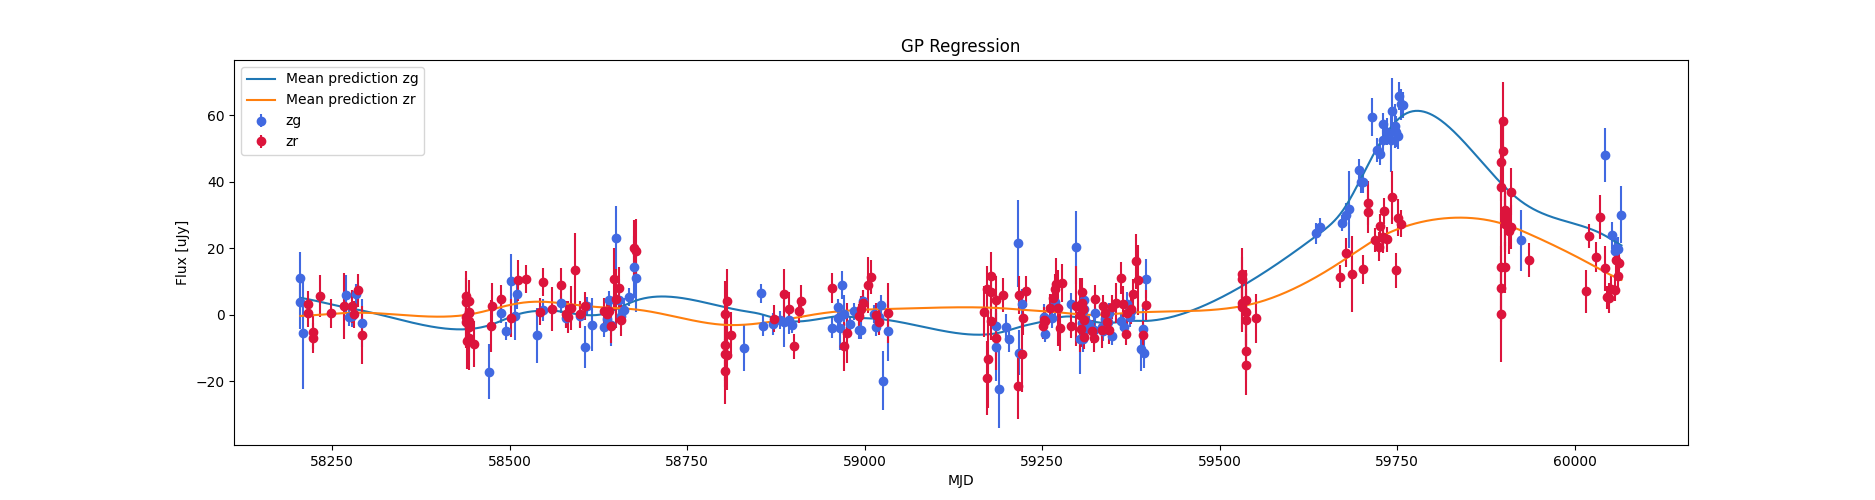 GP Regression
Mean prediction zg
Mean prediction zr
zg
zr
Flux [uJy]
60
40
20
0
−20
58250 58500 58750 59000 59250 59500 59750 60000
MJD